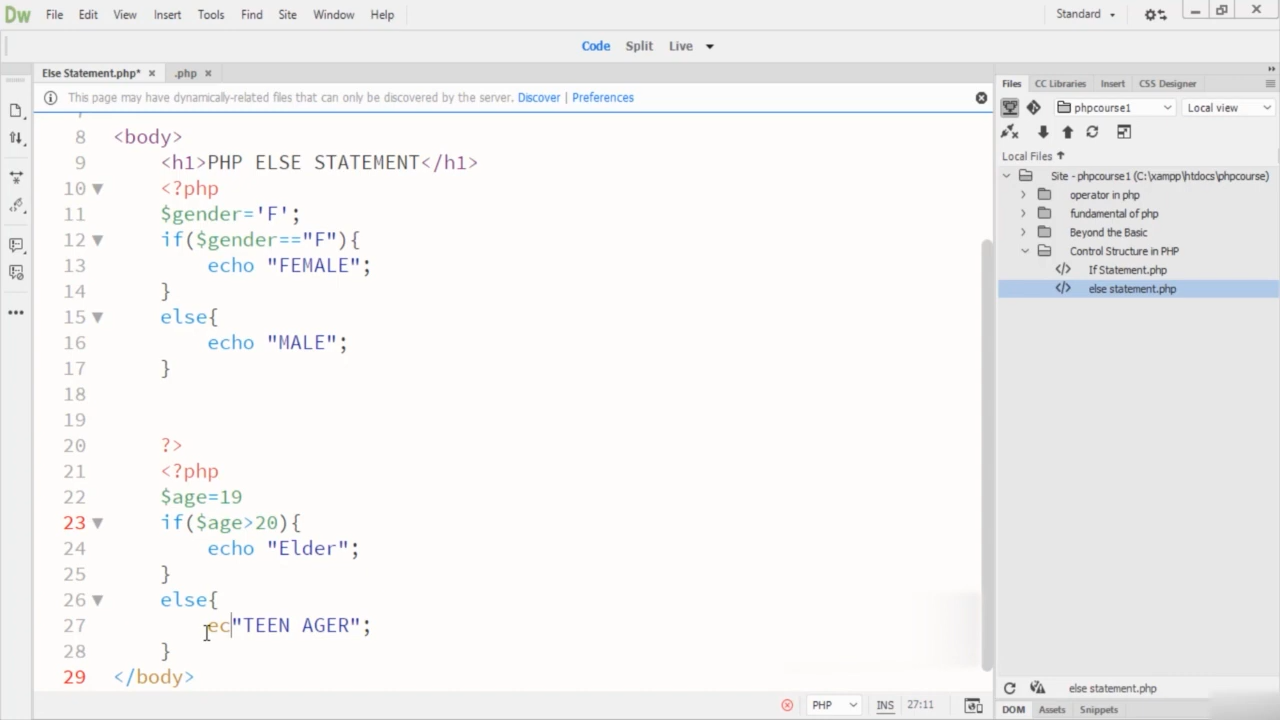 Dw File Edit View Insert Tools Find Site Window Help Standard
Code Split Live
Else Statement.php* × .php ×
This page may have dynamically-related files that can only be discovered by the server. Discover | Preferences
7
8 <body>
9 <h1>PHP ELSE STATEMENT</h1>
10 <?php
11 $gender='F';
12 if($gender=="F"){
13 echo "FEMALE";
14 }
15 else{
16 echo "MALE";
17 }
18
19
20 ?>
21 <?php
22 $age=19
23 if($age>20){
24 echo "Elder";
25 }
26 else{
27 ec"TEEN AGER";
28 }
29 </body>
PHP INS 27:11
Files CC Libraries Insert CSS Designer
phpcourse1 Local view
Local Files
Site - phpcourse1 (C:\xampp\htdocs\phpcourse)
operator in php
fundamental of php
Beyond the Basic
Control Structure in PHP
</> If Statement.php
</> else statement.php
else statement.php
DOM Assets Snippets